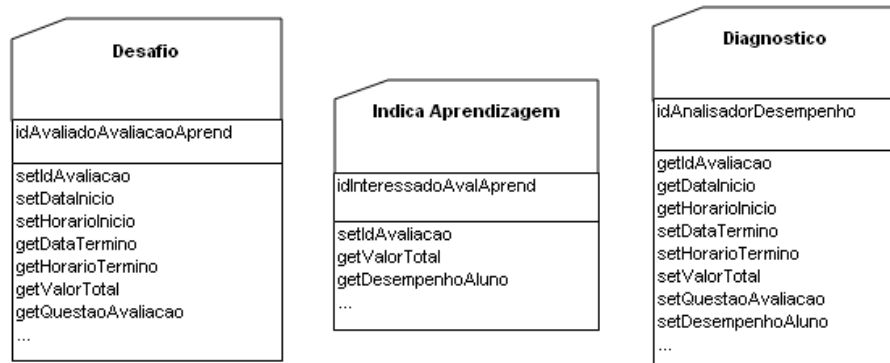 Desafio
idAvaliadoAvaliacaoAprend
setIdAvaliacao
setDataInicio
setHorarioInicio
getDataTermino
getHorarioTermino
getValorTotal
getQuestaoAvaliacao
...
Indica Aprendizagem
idInteressadoAvalAprend
setIdAvaliacao
getValorTotal
getDesempenhoAluno
...
Diagnostico
idAnalisadorDesempenho
getIdAvaliacao
getDataInicio
getHorarioInicio
setDataTermino
setHorarioTermino
setValorTotal
setQuestaoAvaliacao
setDesempenhoAluno
...